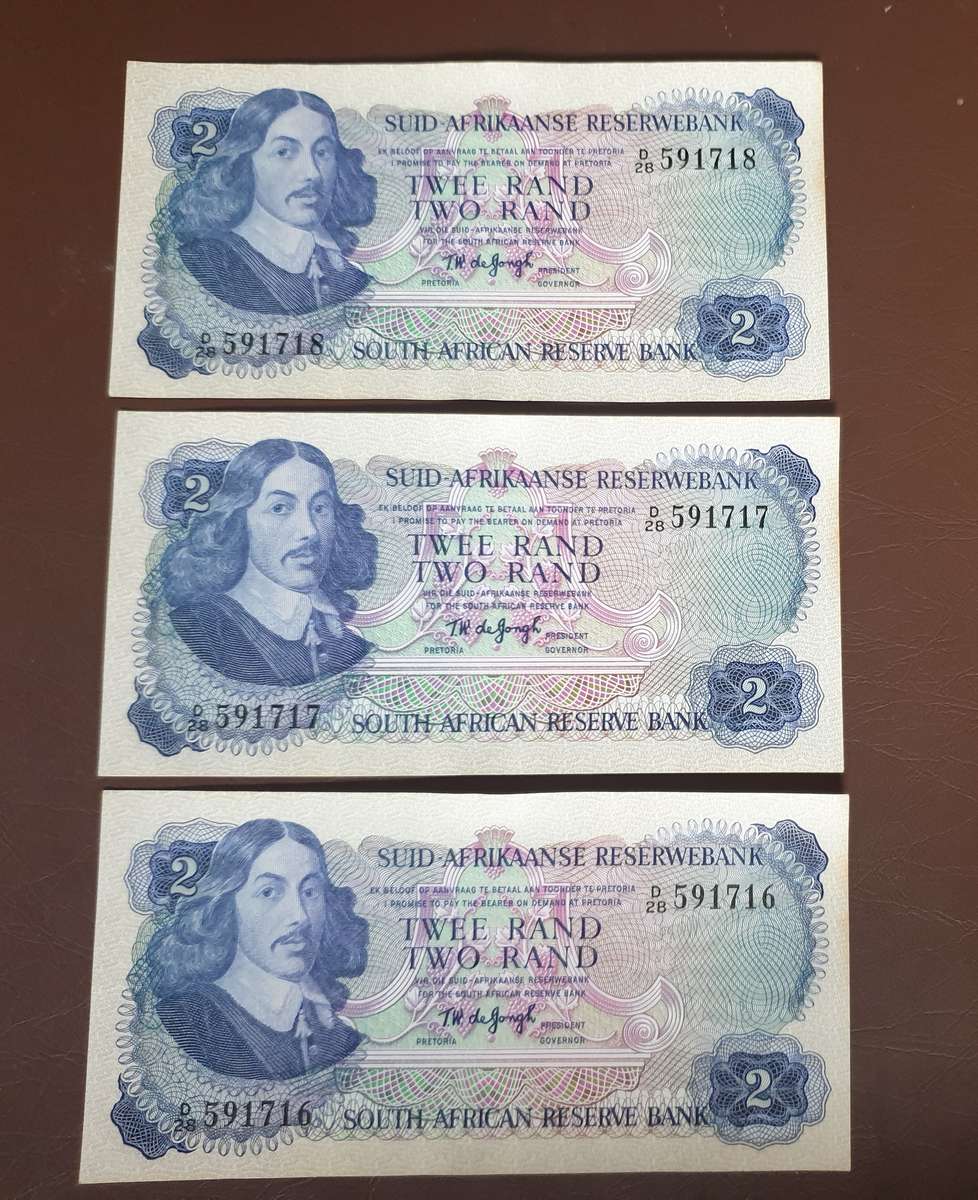 2
SUID-AFRIKAANSE RESERWEBANK
EK BELOOF OP AANVRAAG TE BETAAL AAN TOONDER TE PRETORIA
I PROMISE TO PAY THE BEARER ON DEMAND AT PRETORIA
D/28 591718
TWEE RAND
TWO RAND
VIR DIE SUID-AFRIKAANSE RESERWEBANK
FOR THE SOUTH AFRICAN RESERVE BANK
T.W. de Jongh
PRESIDENT
PRETORIA GOVERNOR
D/28 591718
SOUTH AFRICAN RESERVE BANK
2
2
SUID-AFRIKAANSE RESERWEBANK
EK BELOOF OP AANVRAAG TE BETAAL AAN TOONDER TE PRETORIA
I PROMISE TO PAY THE BEARER ON DEMAND AT PRETORIA
D/28 591717
TWEE RAND
TWO RAND
VIR DIE SUID-AFRIKAANSE RESERWEBANK
FOR THE SOUTH AFRICAN RESERVE BANK
T.W. de Jongh
PRESIDENT
PRETORIA GOVERNOR
2
D/28 591717
SOUTH AFRICAN RESERVE BANK
2
SUID-AFRIKAANSE RESERWEBANK
EK BELOOF OP AANVRAAG TE BETAAL AAN TOONDER TE PRETORIA
I PROMISE TO PAY THE BEARER ON DEMAND AT PRETORIA
D/28 591716
TWEE RAND
TWO RAND
VIR DIE SUID-AFRIKAANSE RESERWEBANK
FOR THE SOUTH AFRICAN RESERVE BANK
T.W. de Jongh
PRESIDENT
PRETORIA GOVERNOR
2
D/28 591716
SOUTH AFRICAN RESERVE BANK